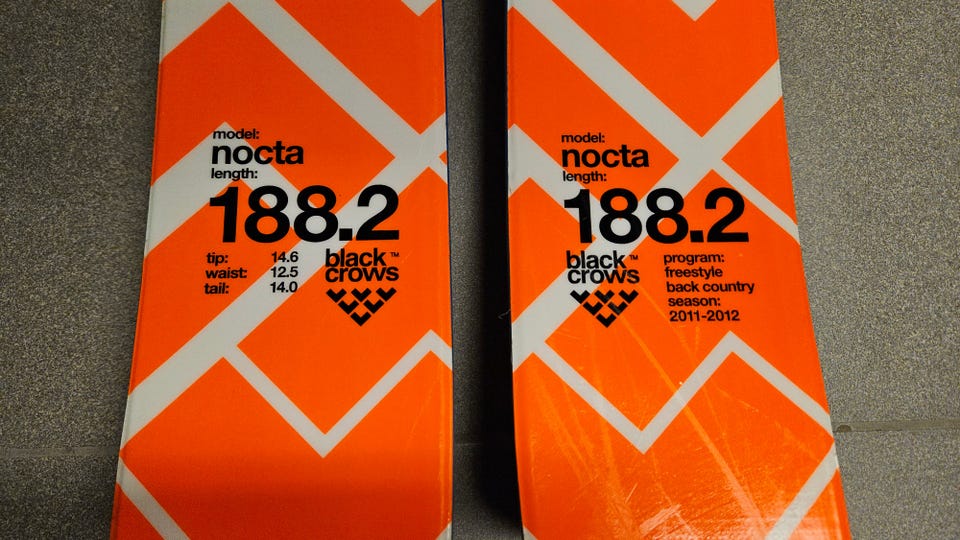 model:
nocta
length:
188.2
tip: 14.6
waist: 12.5
tail: 14.0
black™
crows
model:
nocta
length:
188.2
black™
crows
program:
freestyle
back country
season:
2011-2012